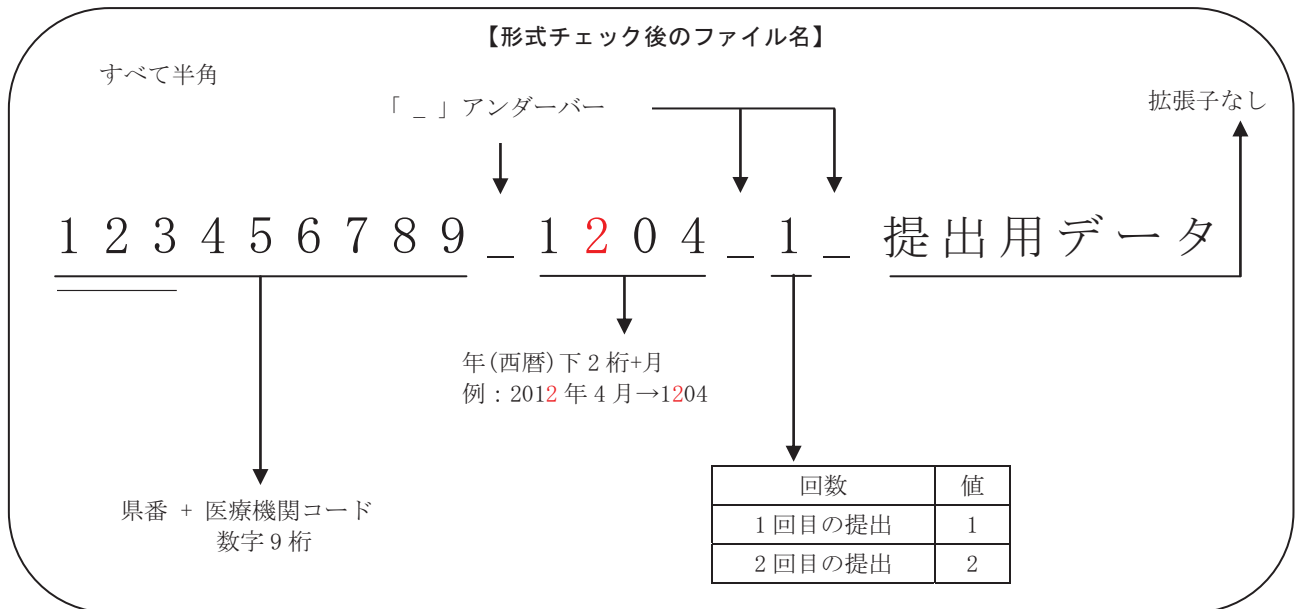 【形式チェック後のファイル名】
すべて半角
「 _ 」アンダーバー
拡張子なし
123456789_1204_1_提出用データ
年(西暦)下2桁+月
例：2012年4月→1204
県番 + 医療機関コード
数字9桁
回数 値
1回目の提出 1
2回目の提出 2